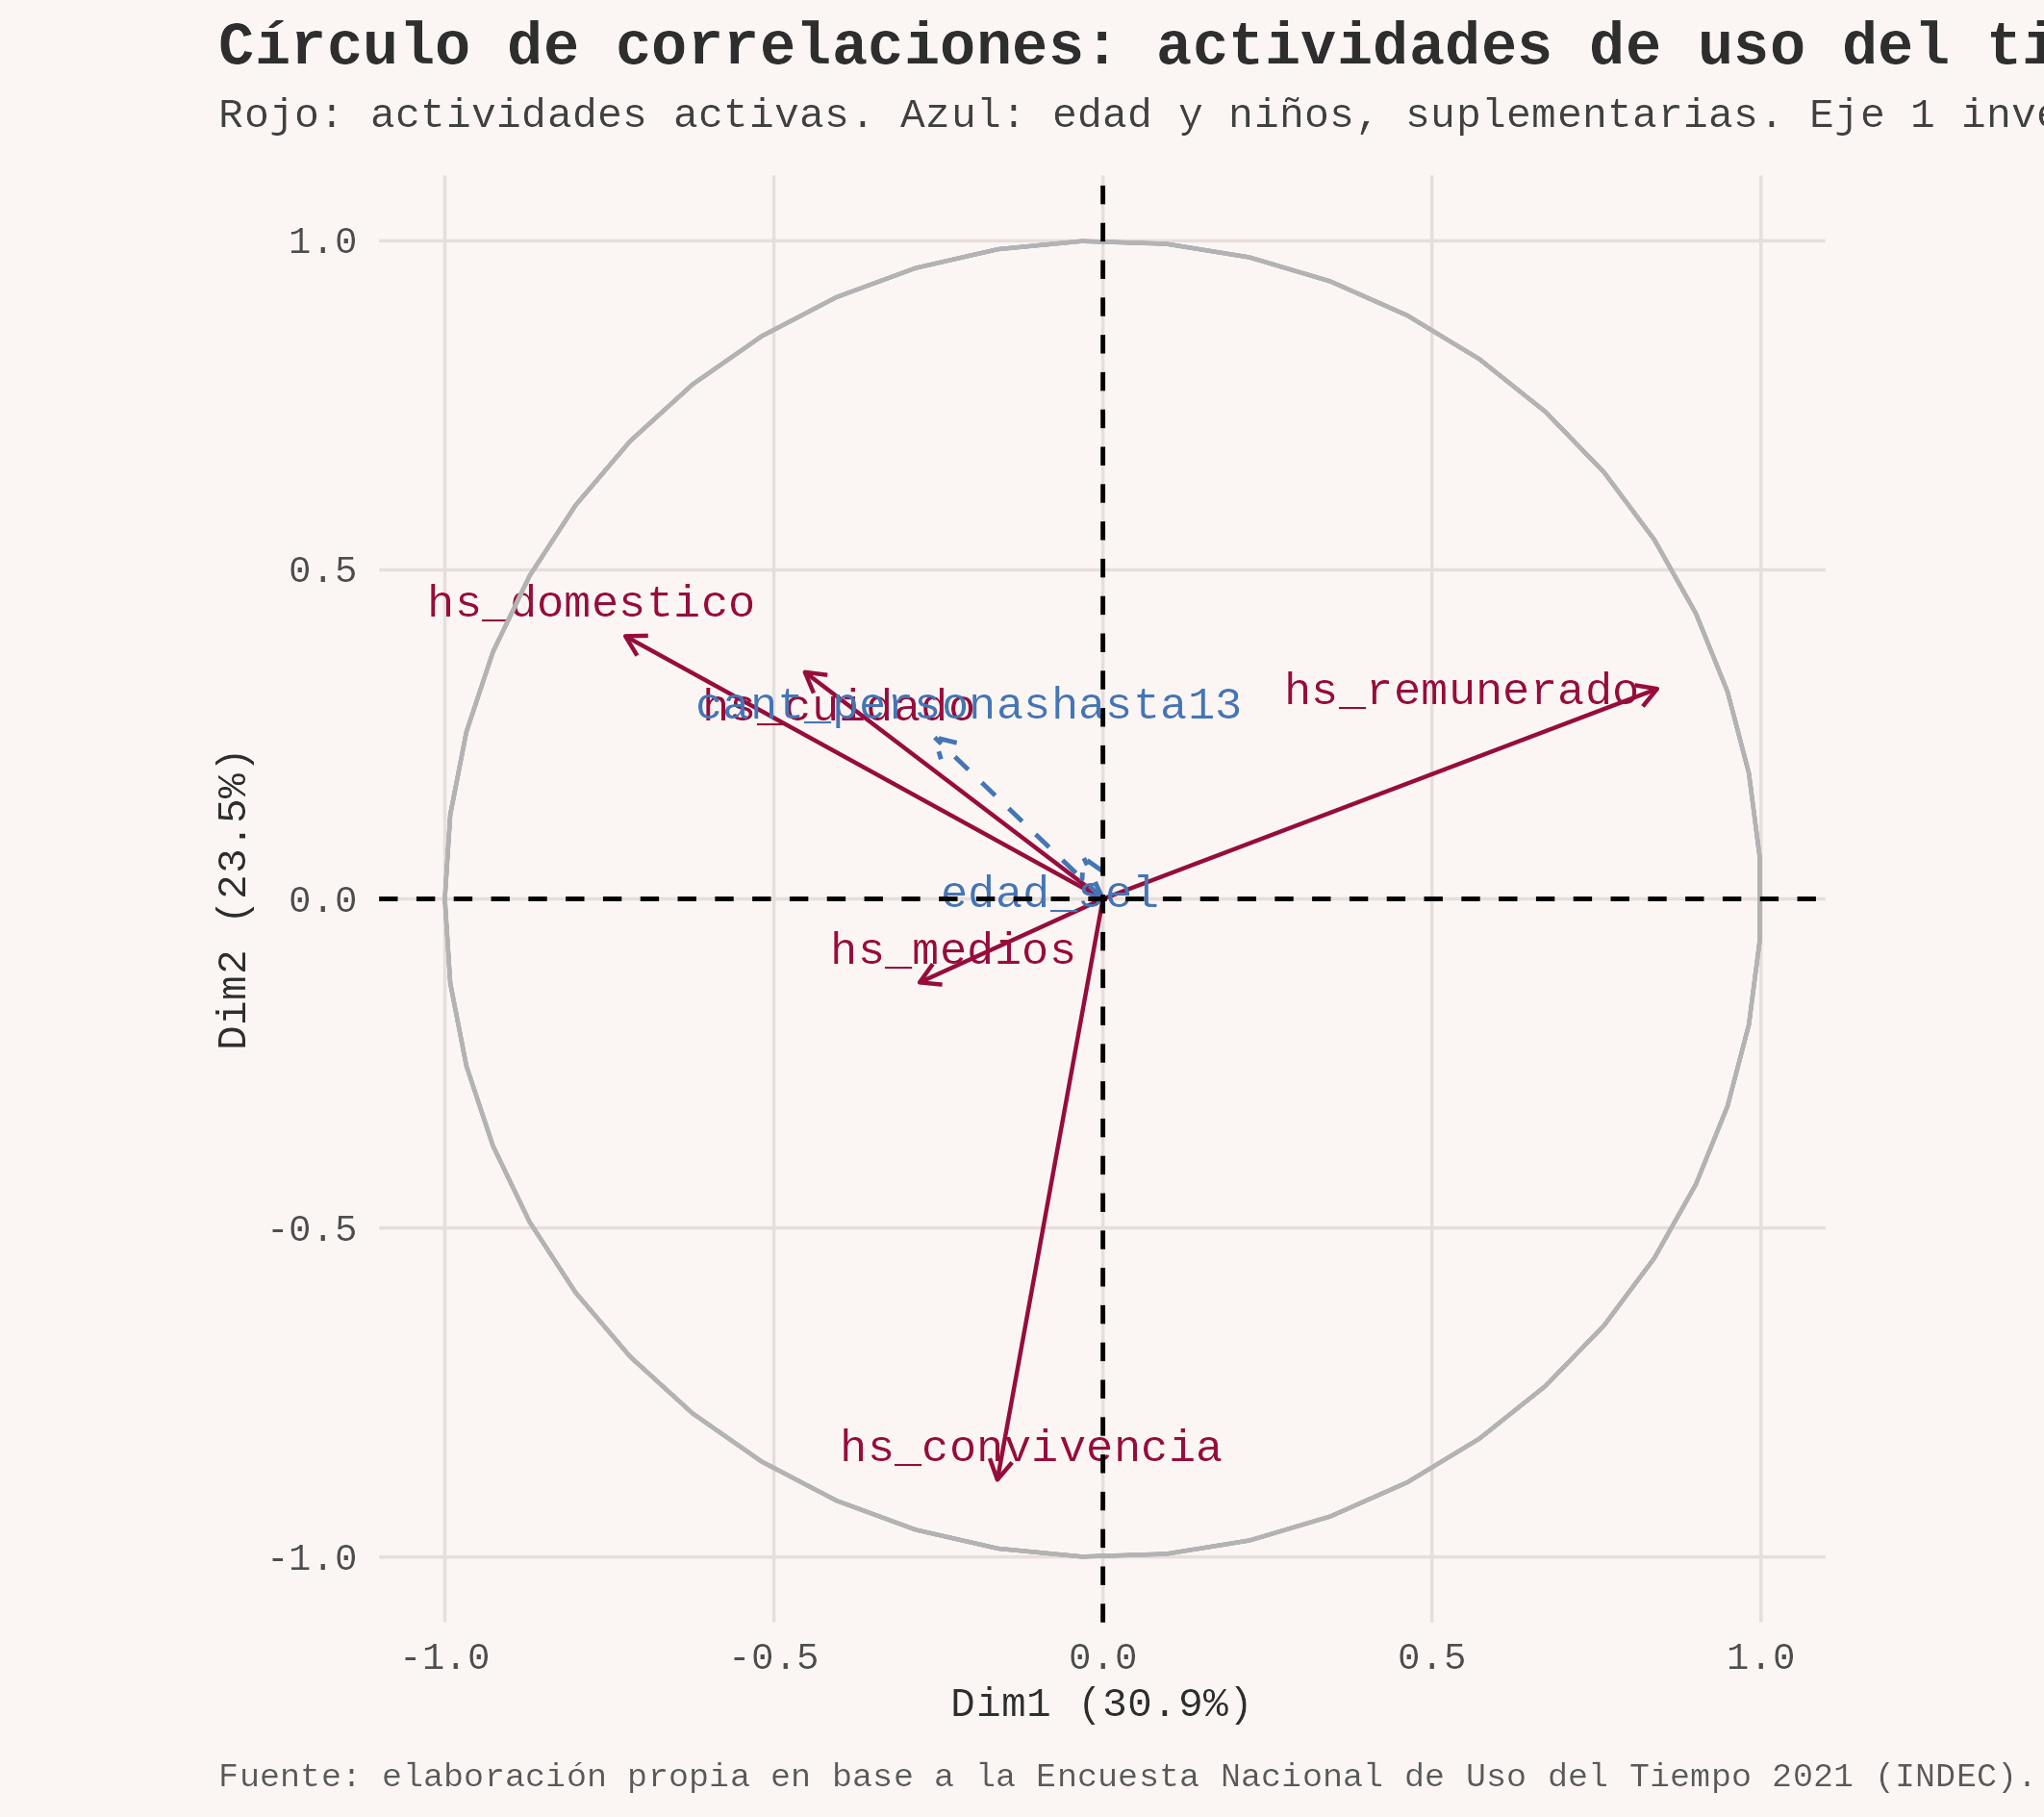 Círculo de correlaciones: actividades de uso del ti
Rojo: actividades activas. Azul: edad y niños, suplementarias. Eje 1 inve
1.0
0.5
hs_domestico
hs_remunerado
cant_personashasta13
hs_cuidado
Dim2 (23.5%)
0.0
edad_sel
hs_medios
-0.5
hs_convivencia
-1.0
-1.0 -0.5 0.0 0.5 1.0
Dim1 (30.9%)
Fuente: elaboración propia en base a la Encuesta Nacional de Uso del Tiempo 2021 (INDEC).